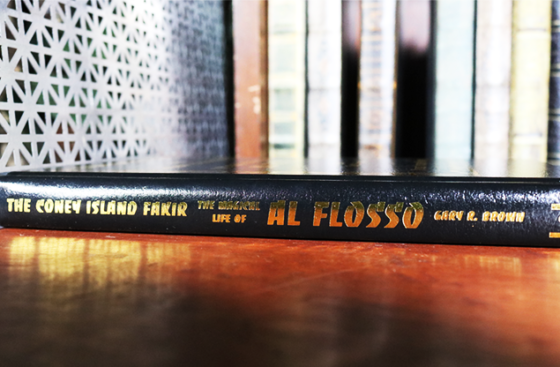 THE CONEY ISLAND FAKIR
THE MAGICAL
LIFE OF
AL FLOSSO
GARY R. BROWN